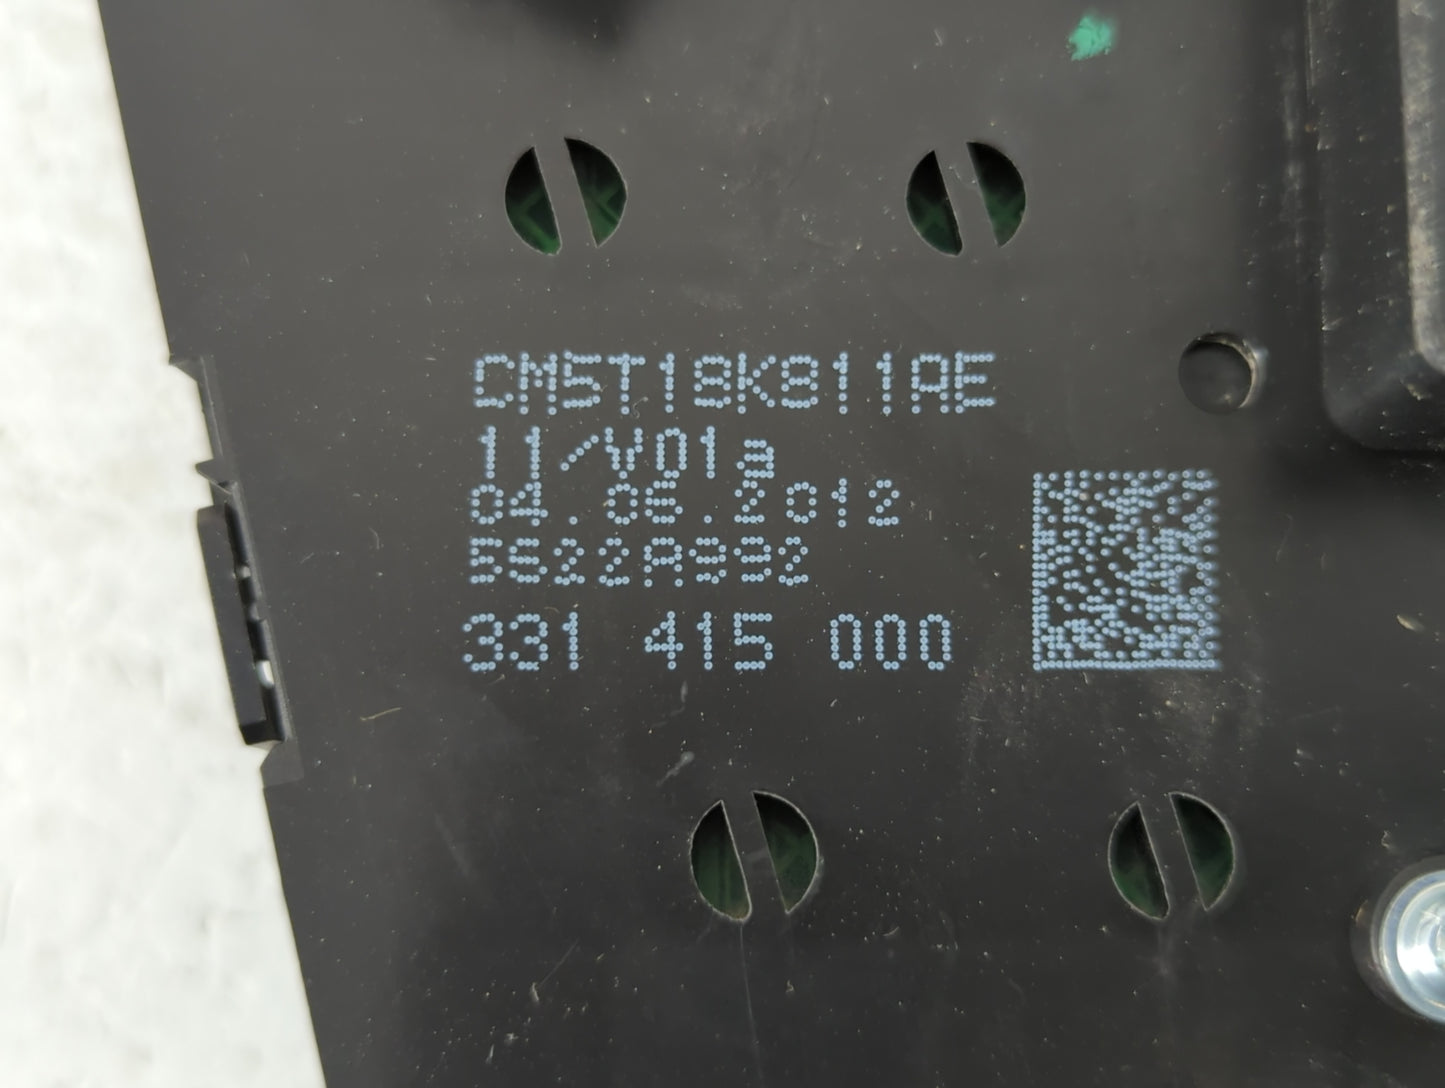 CM5T18K811AE
11/V01a
04.06.2012
5622A992
331 415 000